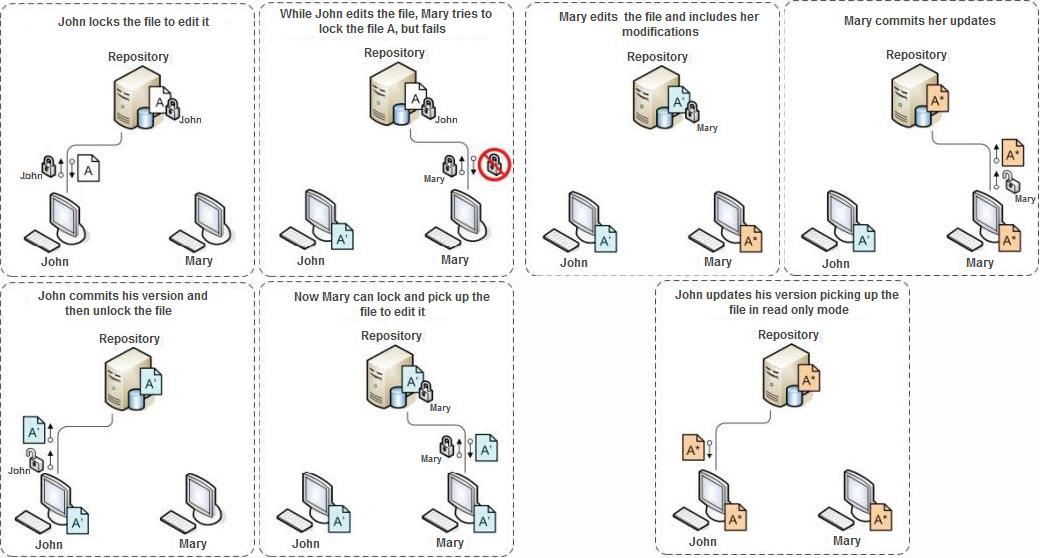 John locks the file to edit it
Repository
A
John
John
A
John
Mary
While John edits the file, Mary tries to
lock the file A, but fails
Repository
A
John
Mary
A'
John
Mary
John commits his version and
then unlock the file
Repository
A'
A'
John
A'
John
Mary
Now Mary can lock and pick up the
file to edit it
Repository
A'
Mary
Mary
A'
A'
A'
John
Mary
Mary edits the file and includes her
modifications
Repository
A'
Mary
A'
A*
John
Mary
Mary commits her updates
Repository
A*
A*
Mary
A'
A*
John
Mary
John updates his version picking up the
file in read only mode
Repository
A*
A*
A*
A*
John
Mary